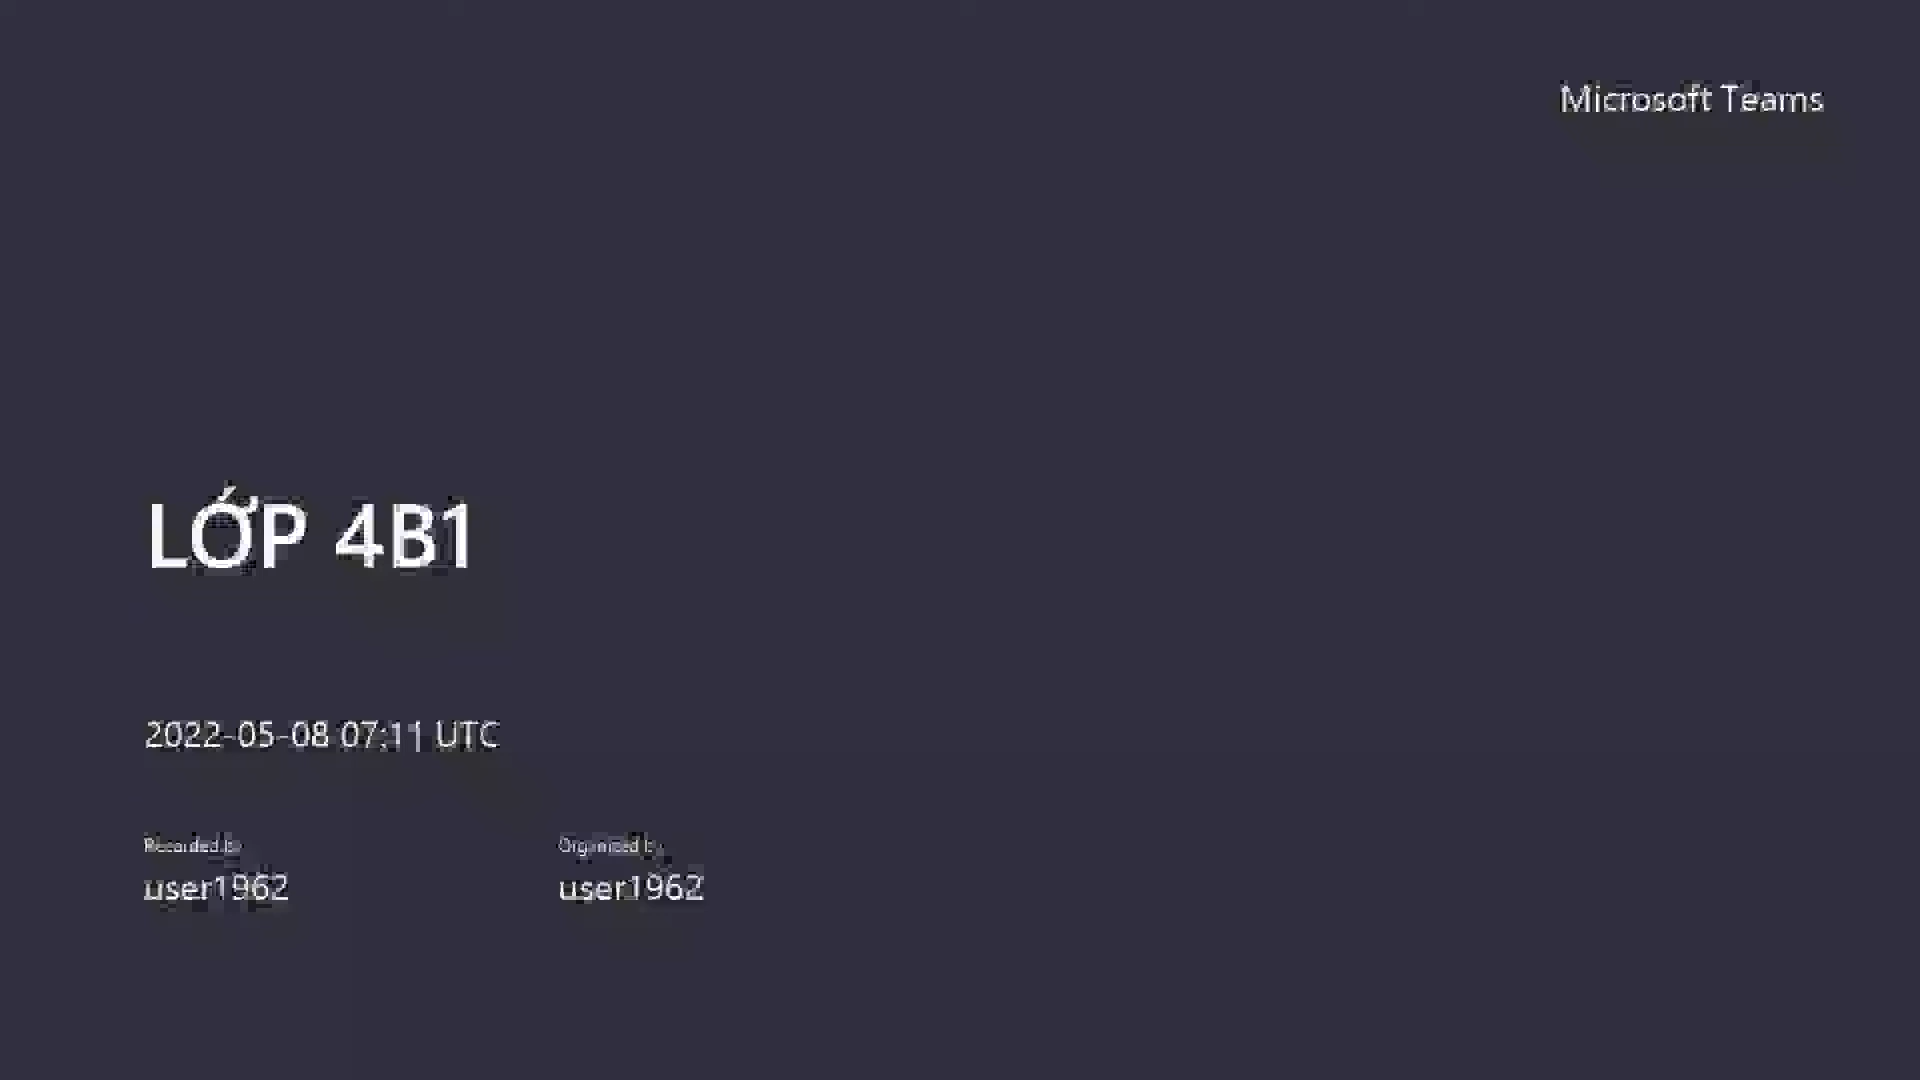 Microsoft Teams
LỚP 4B1
2022-05-08 07:11 UTC
Recorded by
Organized by
user1962
user1962